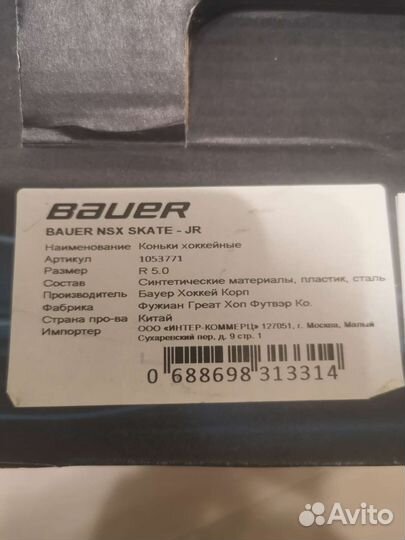 BAUER
BAUER NSX SKATE - JR
Наименование Коньки хоккейные
Артикул 1053771
Размер R 5.0
Состав Синтетические материалы, пластик, сталь
Производитель Бауер Хоккей Корп
Фабрика Фужиан Греат Хоп Футвэр Ко.
Страна про-ва Китай
Импортер ООО «ИНТЕР-КОММЕРЦ» 127051, г. Москва, Малый
Сухаревский пер, д. 9 стр. 1
0 688698 313314
Avito